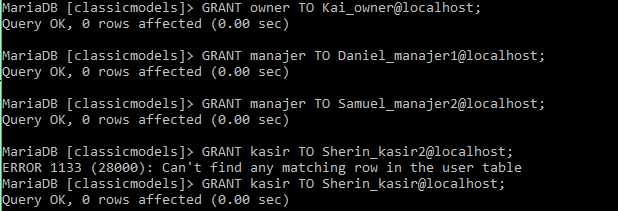 MariaDB [classicmodels]> GRANT owner TO Kai_owner@localhost;
Query OK, 0 rows affected (0.00 sec)
MariaDB [classicmodels]> GRANT manajer TO Daniel_manajer1@localhost;
Query OK, 0 rows affected (0.00 sec)
MariaDB [classicmodels]> GRANT manajer TO Samuel_manajer2@localhost;
Query OK, 0 rows affected (0.00 sec)
MariaDB [classicmodels]> GRANT kasir TO Sherin_kasir2@localhost;
ERROR 1133 (28000): Can't find any matching row in the user table
MariaDB [classicmodels]> GRANT kasir TO Sherin_kasir@localhost;
Query OK, 0 rows affected (0.00 sec)